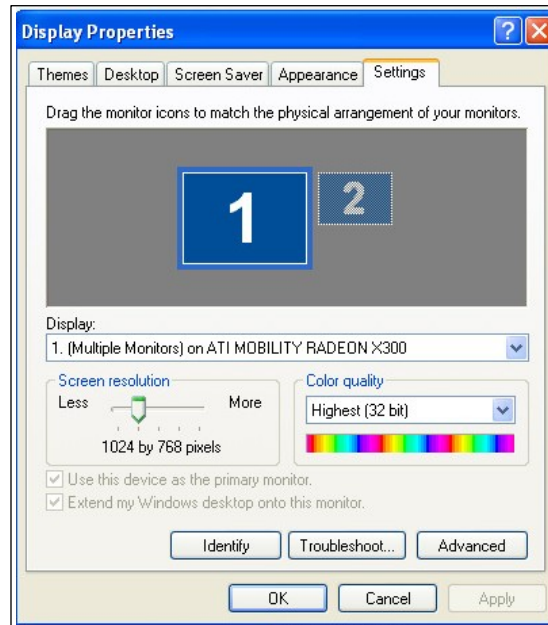 Display Properties
Themes Desktop Screen Saver Appearance Settings
Drag the monitor icons to match the physical arrangement of your monitors.
1 2
Display:
1. (Multiple Monitors) on ATI MOBILITY RADEON X300
Screen resolution Color quality
Less More Highest (32 bit)
1024 by 768 pixels
Use this device as the primary monitor.
Extend my Windows desktop onto this monitor.
Identify Troubleshoot... Advanced
OK Cancel Apply